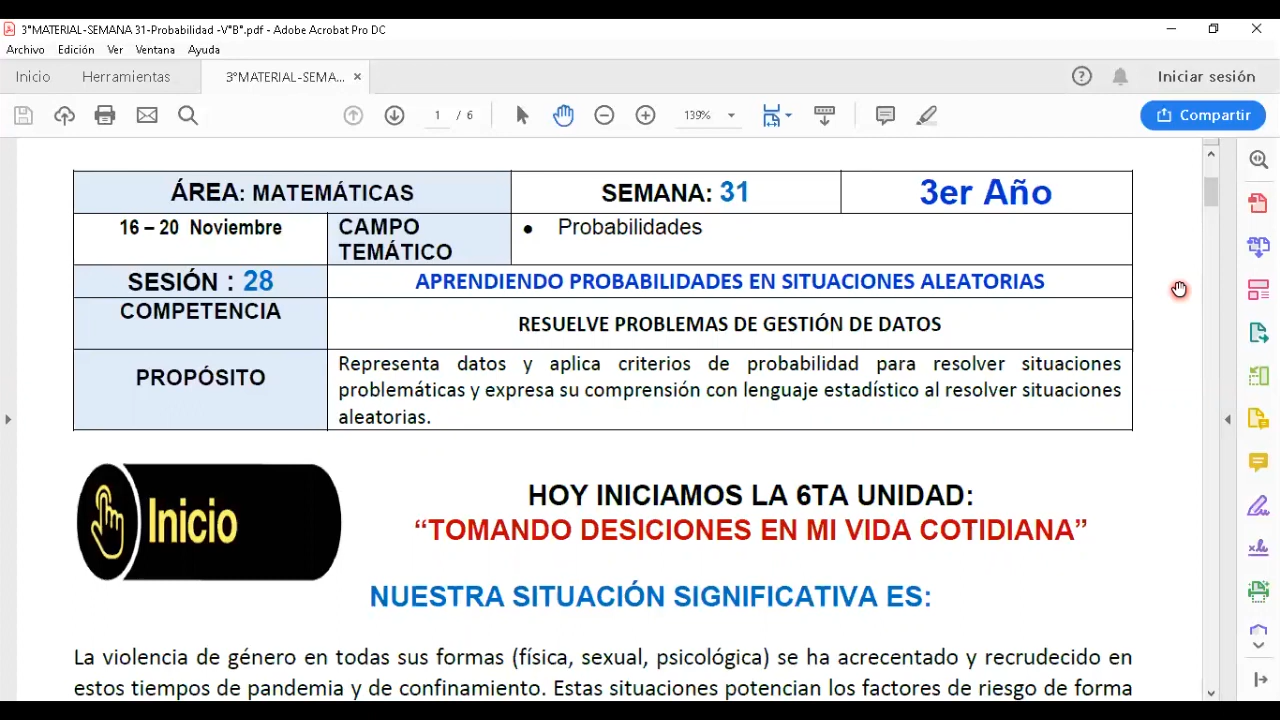 3°MATERIAL-SEMANA 31-Probabilidad -V°B°.pdf - Adobe Acrobat Pro DC
Archivo Edición Ver Ventana Ayuda
Inicio Herramientas 3°MATERIAL-SEMA... × Iniciar sesión
1 / 6 139% Compartir
ÁREA: MATEMÁTICAS SEMANA: 31 3er Año
16 – 20 Noviembre CAMPO TEMÁTICO • Probabilidades
SESIÓN : 28 APRENDIENDO PROBABILIDADES EN SITUACIONES ALEATORIAS
COMPETENCIA RESUELVE PROBLEMAS DE GESTIÓN DE DATOS
PROPÓSITO Representa datos y aplica criterios de probabilidad para resolver situaciones
problemáticas y expresa su comprensión con lenguaje estadístico al resolver situaciones
aleatorias.
Inicio
HOY INICIAMOS LA 6TA UNIDAD:
“TOMANDO DESICIONES EN MI VIDA COTIDIANA”
NUESTRA SITUACIÓN SIGNIFICATIVA ES:
La violencia de género en todas sus formas (física, sexual, psicológica) se ha acrecentado y recrudecido en
estos tiempos de pandemia y de confinamiento. Estas situaciones potencian los factores de riesgo de forma